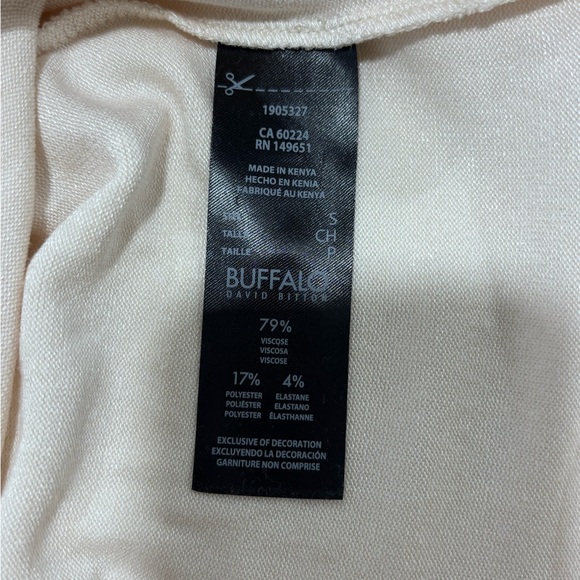 1905327
CA 60224
RN 149651
MADE IN KENYA
HECHO EN KENIA
FABRIQUÉ AU KENYA
SIZE S
TALLA CH
TAILLE P
BUFFALO
DAVID BITTON
79%
VISCOSE
VISCOSA
VISCOSE
17% 4%
POLYESTER ELASTANE
POLIÉSTER ELASTANO
POLYESTER ÉLASTHANNE
EXCLUSIVE OF DECORATION
EXCLUYENDO LA DECORACIÓN
GARNITURE NON COMPRISE